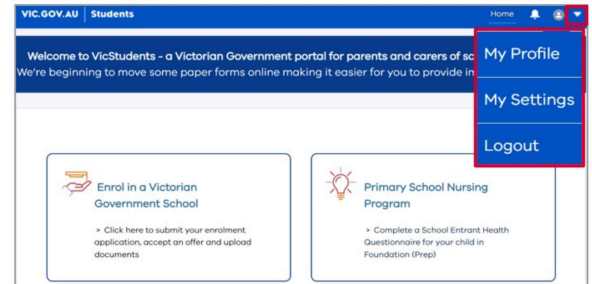 VIC.GOV.AU Students Home
Welcome to VicStudents - a Victorian Government portal for parents and carers of sc
We're beginning to move some paper forms online making it easier for you to provide
My Profile
My Settings
Logout
Enrol in a Victorian
Government School
> Click here to submit your enrolment
application, accept an offer and upload
documents
Primary School Nursing
Program
> Complete a School Entrant Health
Questionnaire for your child in
Foundation (Prep)